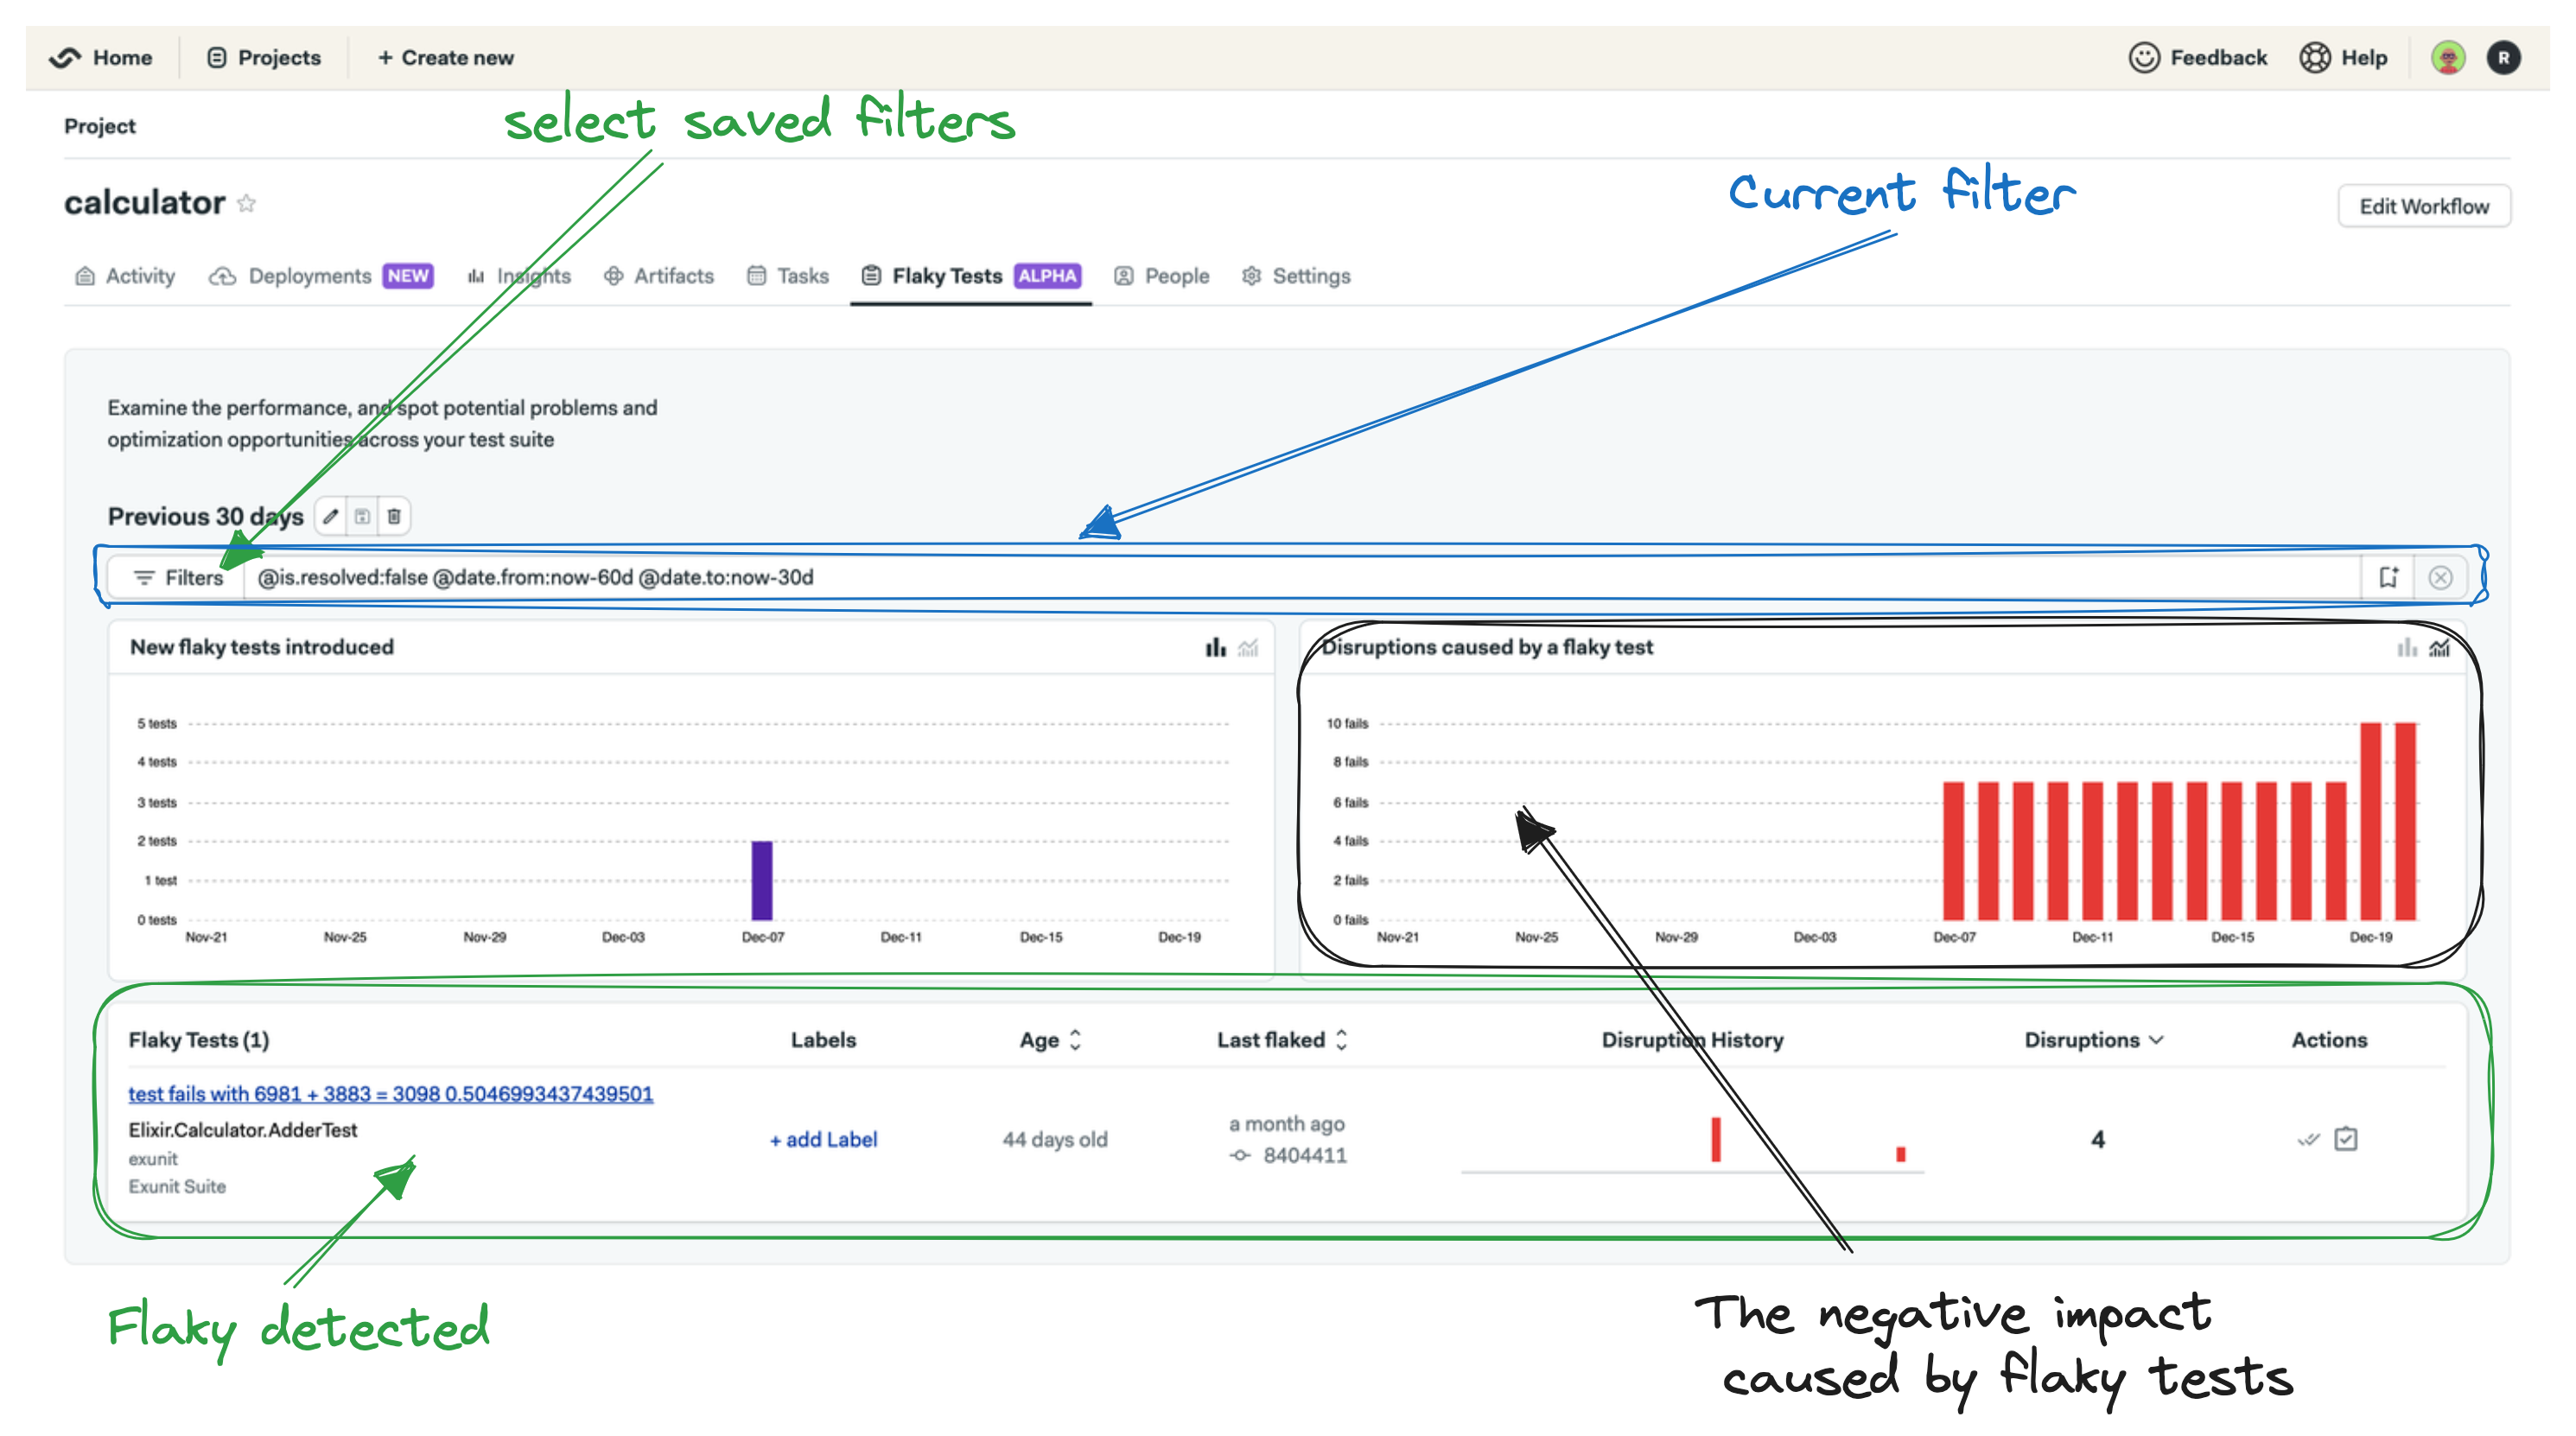 Home Projects + Create new Feedback Help R
select saved filters
Project
Current filter
calculator Edit Workflow
Activity Deployments NEW Insights Artifacts Tasks Flaky Tests ALPHA People Settings
Examine the performance, and spot potential problems and
optimization opportunities across your test suite
Previous 30 days
Filters @is.resolved:false @date.from:now-60d @date.to:now-30d
New flaky tests introduced
5 tests
4 tests
3 tests
2 tests
1 test
0 tests
Nov-21 Nov-25 Nov-29 Dec-03 Dec-07 Dec-11 Dec-15 Dec-19
Disruptions caused by a flaky test
10 fails
8 fails
6 fails
4 fails
2 fails
0 fails
Nov-21 Nov-25 Nov-29 Dec-03 Dec-07 Dec-11 Dec-15 Dec-19
Flaky Tests (1) Labels Age Last flaked Disruption History Disruptions Actions
test fails with 6981 + 3883 = 3098 0.5046993437439501
Elixir.Calculator.AdderTest
exunit
Exunit Suite
+ add Label
44 days old
a month ago
8404411
4
Flaky detected
The negative impact
caused by flaky tests